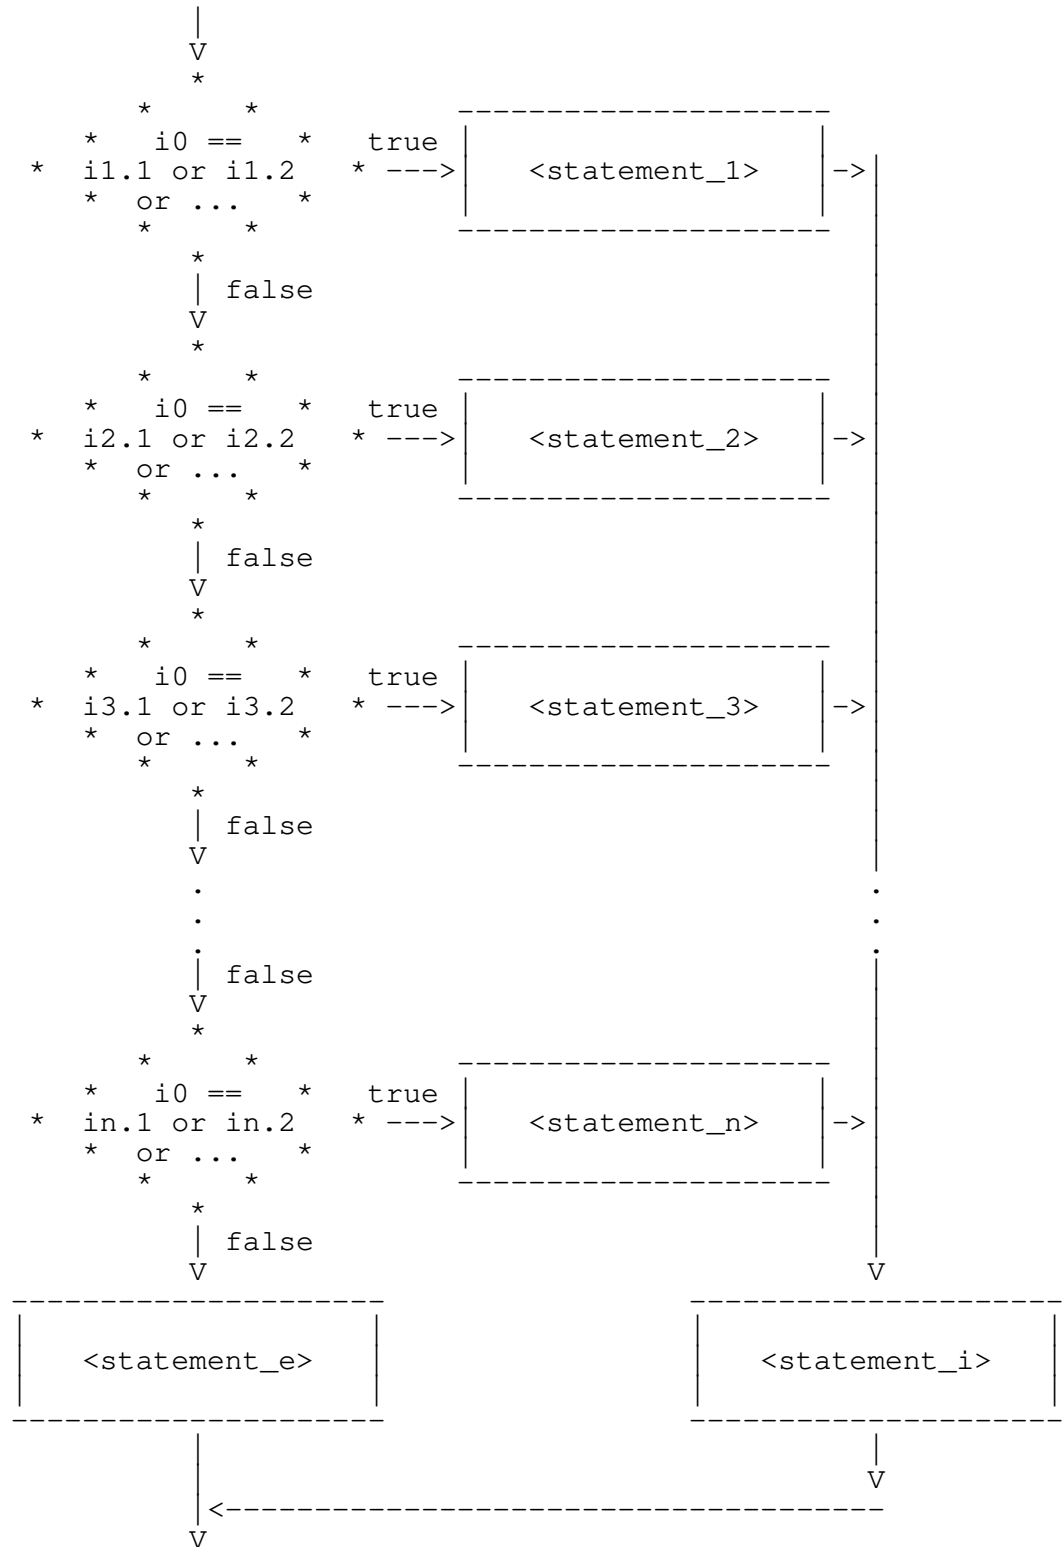 i0 == true
i1.1 or i1.2 ---> <statement_1> ->
or ...
false
V
i0 == true
i2.1 or i2.2 ---> <statement_2> ->
or ...
false
V
i0 == true
i3.1 or i3.2 ---> <statement_3> ->
or ...
false
V
false
V
i0 == true
in.1 or in.2 ---> <statement_n> ->
or ...
false
V V
<statement_e> <statement_i>